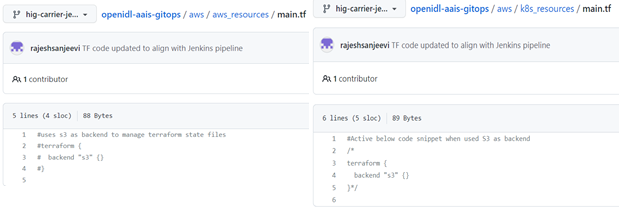 hig-carrier-je... openidl-aais-gitops / aws / aws_resources / main.tf
rajeshsanjeevi TF code updated to align with Jenkins pipeline
1 contributor
5 lines (4 sloc) 88 Bytes
1 #uses s3 as backend to manage terraform state files
2 #terraform {
3 #  backend "s3" {}
4 #}
5
hig-carrier-je... openidl-aais-gitops / aws / k8s_resources / main.tf
rajeshsanjeevi TF code updated to align with Jenkins pipeline
1 contributor
6 lines (5 sloc) 89 Bytes
1 #Active below code snippet when used S3 as backend
2 /*
3 terraform {
4   backend "s3" {}
5 }*/
6